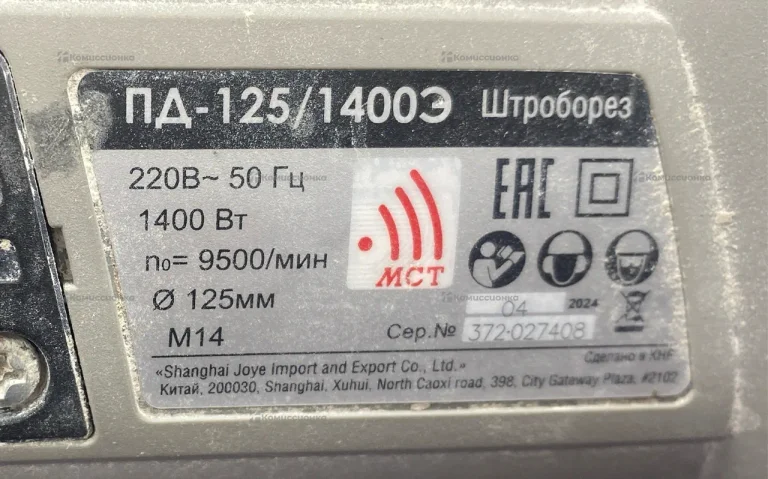 ПД-125/1400Э Штроборез
220В~ 50 Гц
1400 Вт
n₀= 9500/мин
Ø 125мм
M14
МСТ
EAC
04 2024
Сер.№ 372·027408
Сделано в КНР
«Shanghai Joye Import and Export Co., Ltd.»
Китай, 200030, Shanghai, Xuhui, North Caoxi road, 398, City Gateway Plaza, #2102
Комиссионко